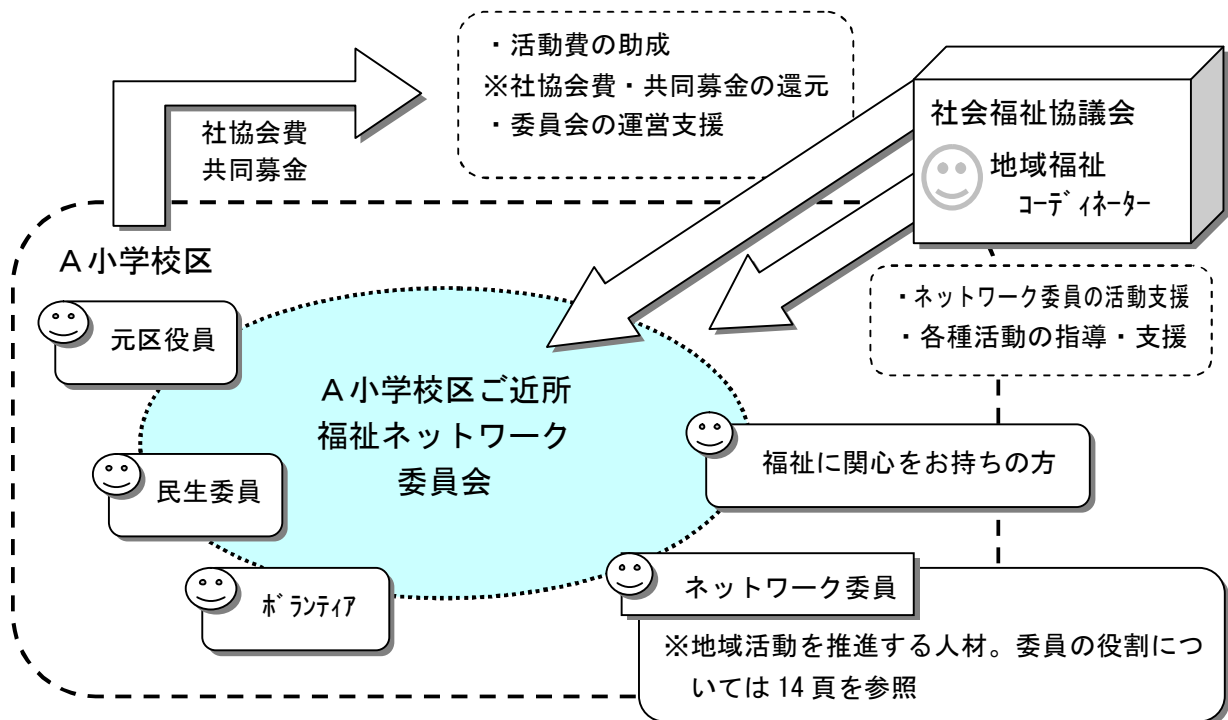 ・活動費の助成
※社協会費・共同募金の還元
・委員会の運営支援
社会福祉協議会
地域福祉
ｺｰﾃﾞｨﾈｰﾀｰ
社協会費
共同募金
Ａ小学校区
・ネットワーク委員の活動支援
・各種活動の指導・支援
元区役員
Ａ小学校区ご近所
福祉ネットワーク
委員会
福祉に関心をお持ちの方
民生委員
ﾎﾞﾗﾝﾃｨｱ
ネットワーク委員
※地域活動を推進する人材。委員の役割につ
いては 14 頁を参照